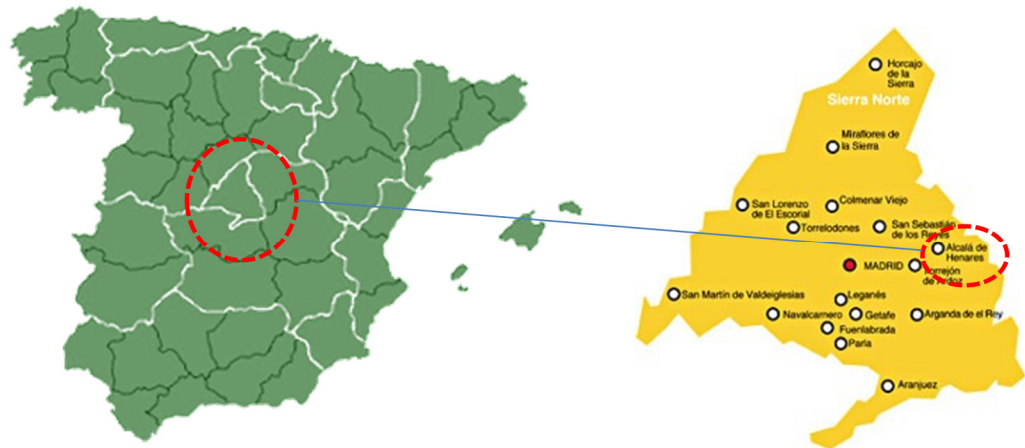 Horcajo
de la
Sierra
Sierra Norte
Miraflores de
la Sierra
San Lorenzo
de El Escorial
Colmenar Viejo
Torrelodones
San Sebastián
de los Reyes
Alcalá de
Henares
MADRID
Torrejón
de Ardoz
San Martín de Valdeiglesias
Leganés
Navalcarnero
Getafe
Arganda de el Rey
Fuenlabrada
Parla
Aranjuez